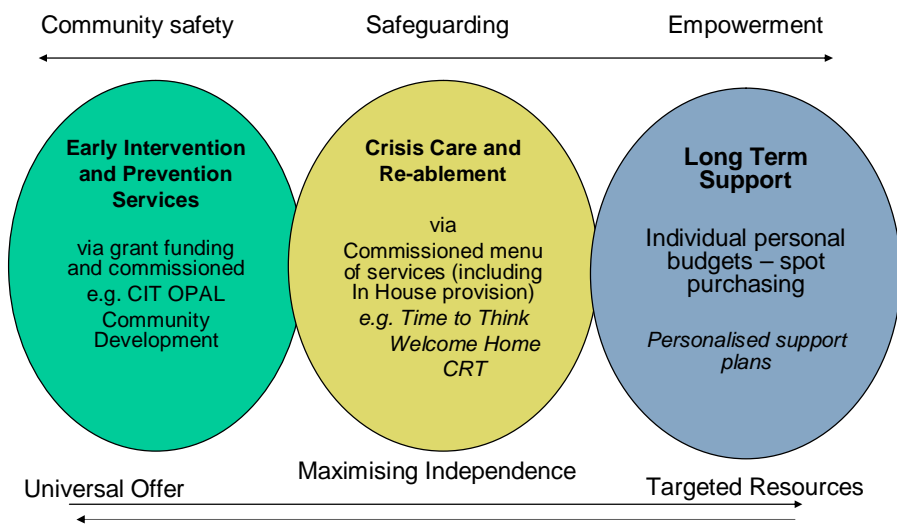 Community safety
Safeguarding
Empowerment
Early Intervention
and Prevention
Services
via grant funding
and commissioned
e.g. CIT OPAL
Community
Development
Crisis Care and
Re-ablement
via
Commissioned menu
of services (including
In House provision)
e.g. Time to Think
Welcome Home
CRT
Long Term
Support
Individual personal
budgets – spot
purchasing
Personalised support
plans
Universal Offer
Maximising Independence
Targeted Resources